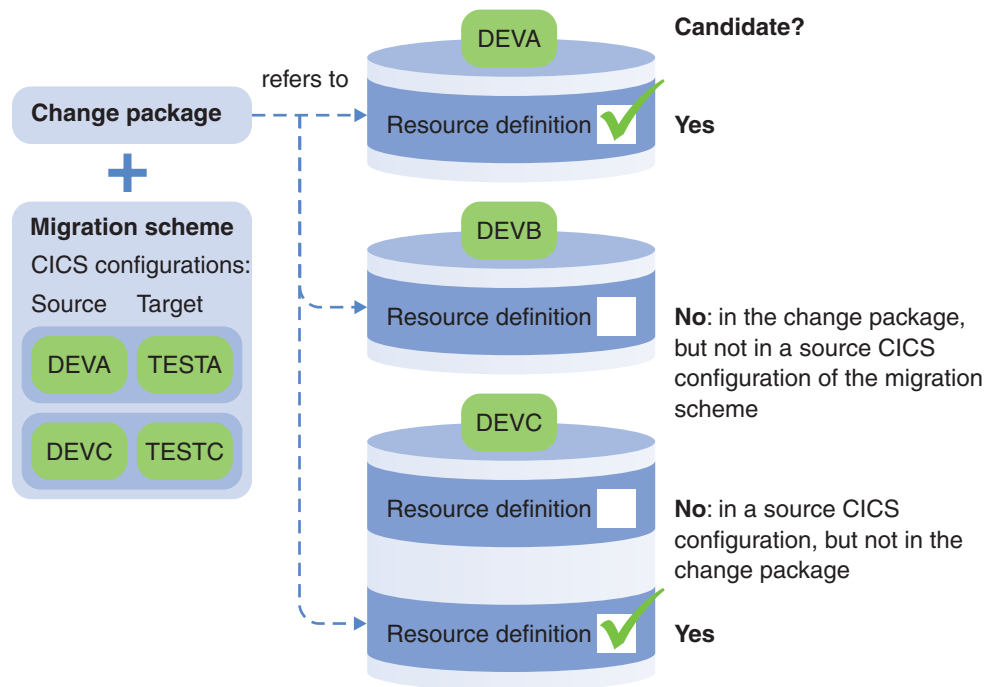 DEVA
Candidate?
refers to
Change package
Resource definition
Yes
Migration scheme
CICS configurations:
Source Target
DEVA TESTA
DEVC TESTC
DEVB
Resource definition
No: in the change package,
but not in a source CICS
configuration of the migration
scheme
DEVC
Resource definition
No: in a source CICS
configuration, but not in the
change package
Resource definition
Yes